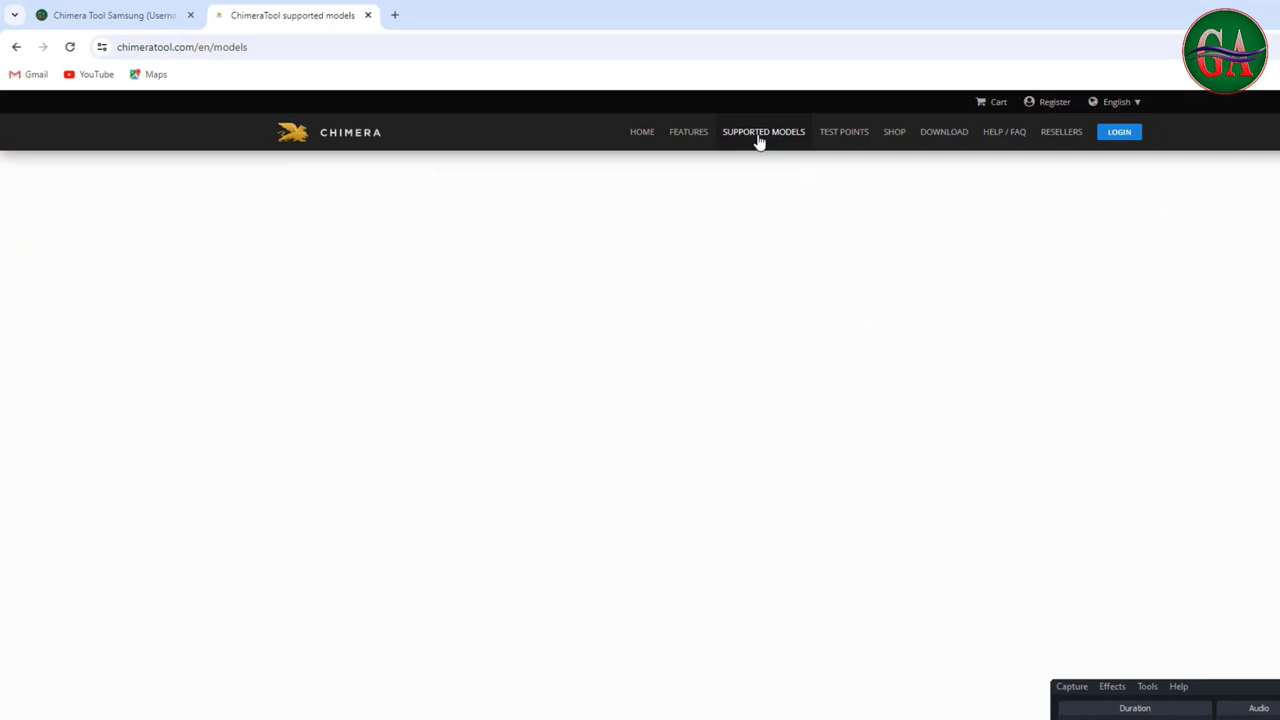 Chimera Tool Samsung (Userna
ChimeraTool supported models
chimeratool.com/en/models
Gmail
YouTube
Maps
GA
Cart
Register
English ▼
CHIMERA
HOME
FEATURES
SUPPORTED MODELS
TEST POINTS
SHOP
DOWNLOAD
HELP / FAQ
RESELLERS
LOGIN
Capture
Effects
Tools
Help
Duration
Audio